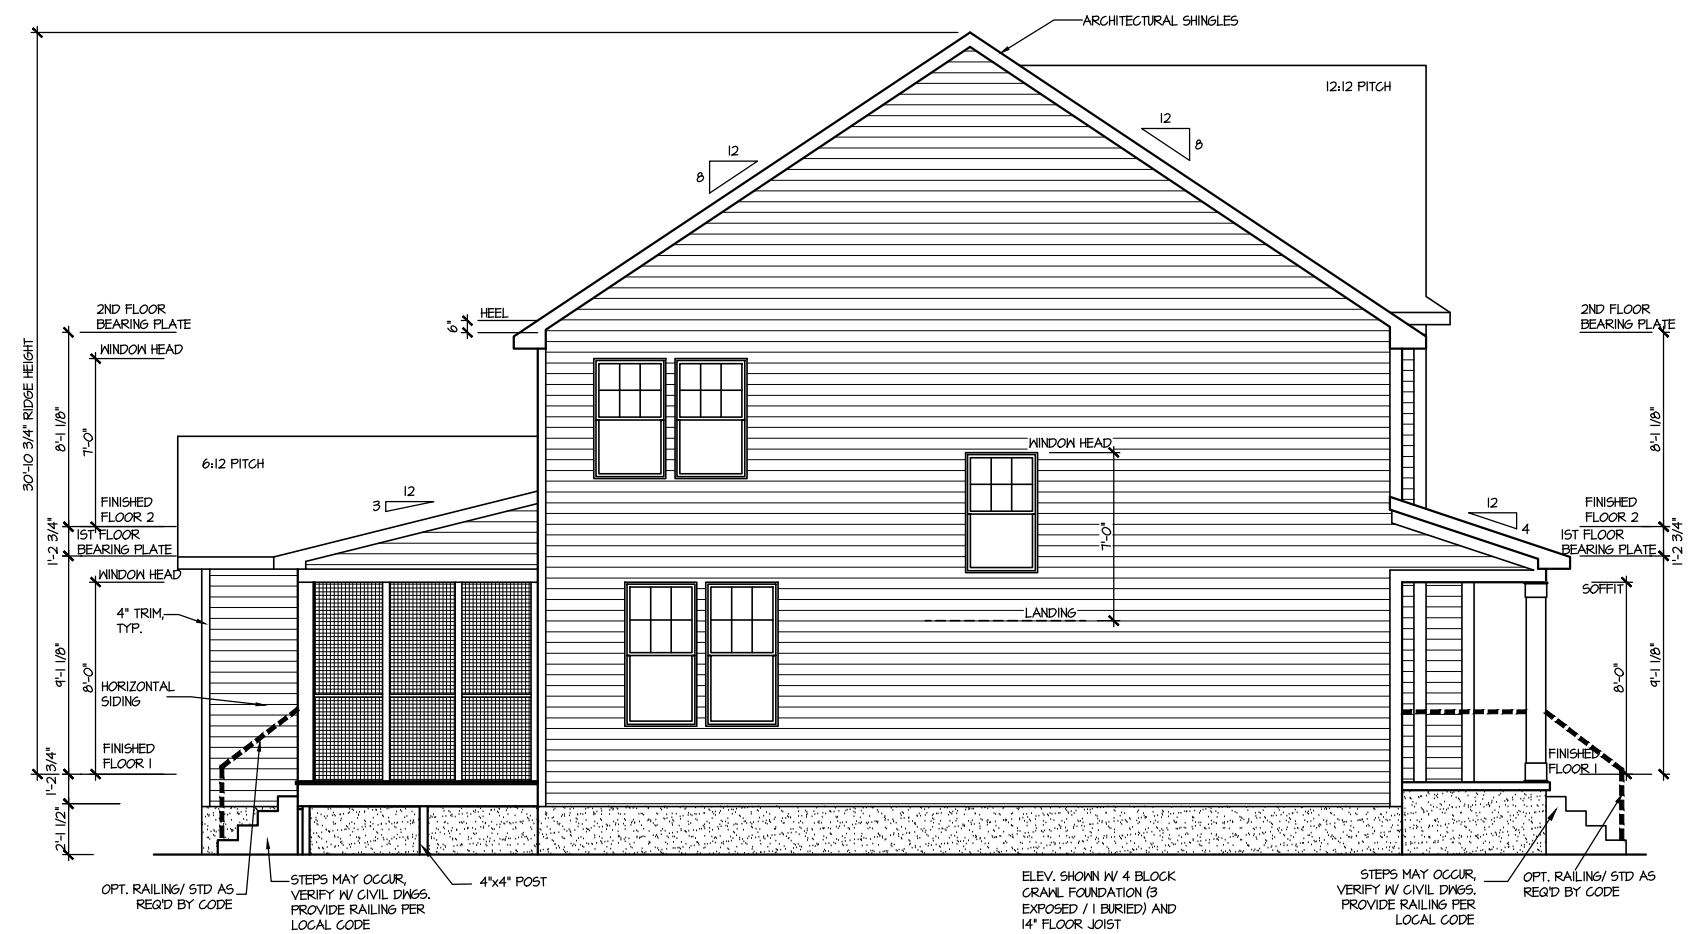 ARCHITECTURAL SHINGLES
12:12 PITCH
12
8
12
8
30'-10 3/4" RIDGE HEIGHT
2ND FLOOR
BEARING PLATE
WINDOW HEAD
8'-1 1/8"
7'-0"
HEEL
6"
2ND FLOOR
BEARING PLATE
8'-1 1/8"
6:12 PITCH
12
3
WINDOW HEAD
7'-0"
LANDING
12
4
FINISHED
FLOOR 2
1ST FLOOR
BEARING PLATE
1'-2 3/4"
WINDOW HEAD
4" TRIM,
TYP.
9'-1 1/8"
8'-0"
HORIZONTAL
SIDING
FINISHED
FLOOR 1
1'-2 3/4"
2'-1 1/2"
FINISHED
FLOOR 2
1ST FLOOR
BEARING PLATE
1'-2 3/4"
SOFFIT
8'-0"
9'-1 1/8"
FINISHED
FLOOR 1
OPT. RAILING/ STD AS
REQ'D BY CODE
STEPS MAY OCCUR,
VERIFY W/ CIVIL DWGS.
PROVIDE RAILING PER
LOCAL CODE
4"x4" POST
ELEV. SHOWN W/ 4 BLOCK
CRAWL FOUNDATION (3
EXPOSED / 1 BURIED) AND
14" FLOOR JOIST
STEPS MAY OCCUR,
VERIFY W/ CIVIL DWGS.
PROVIDE RAILING PER
LOCAL CODE
OPT. RAILING/ STD AS
REQ'D BY CODE